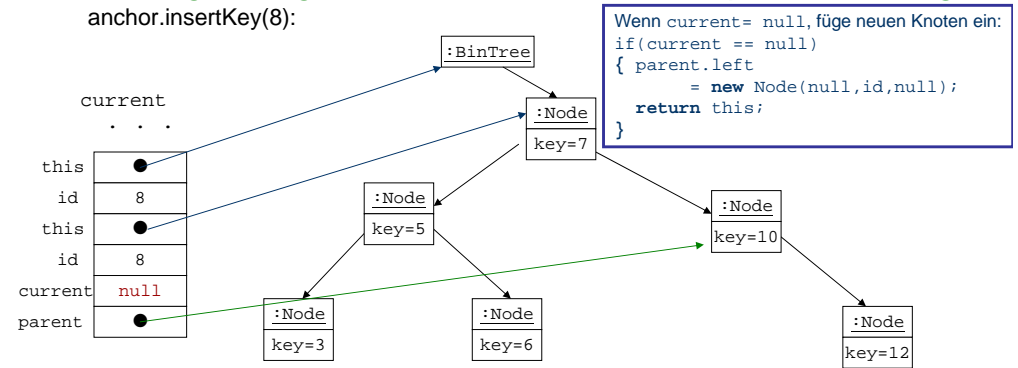 anchor.insertKey(8):
Wenn current= null, füge neuen Knoten ein:
if(current == null)
{ parent.left
= new Node(null,id,null);
return this;
}
:BinTree
current
. . .
:Node
key=7
this
id 8
this
id 8
current null
parent
:Node
key=5
:Node
key=10
:Node
key=3
:Node
key=6
:Node
key=12